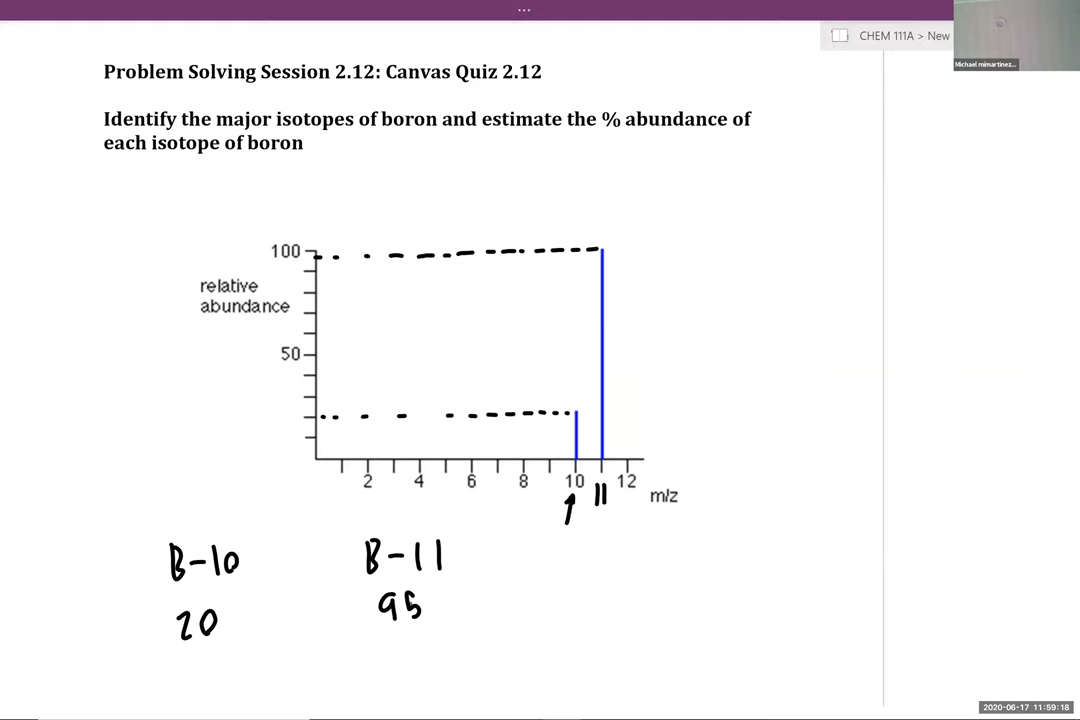 ...
CHEM 111A > New
Michael mimartinez...
Problem Solving Session 2.12: Canvas Quiz 2.12
Identify the major isotopes of boron and estimate the % abundance of
each isotope of boron
100
relative
abundance
50
2 4 6 8 10 11 12
m/z
B-10 B-11
20 95
2020-06-17 11:59:18